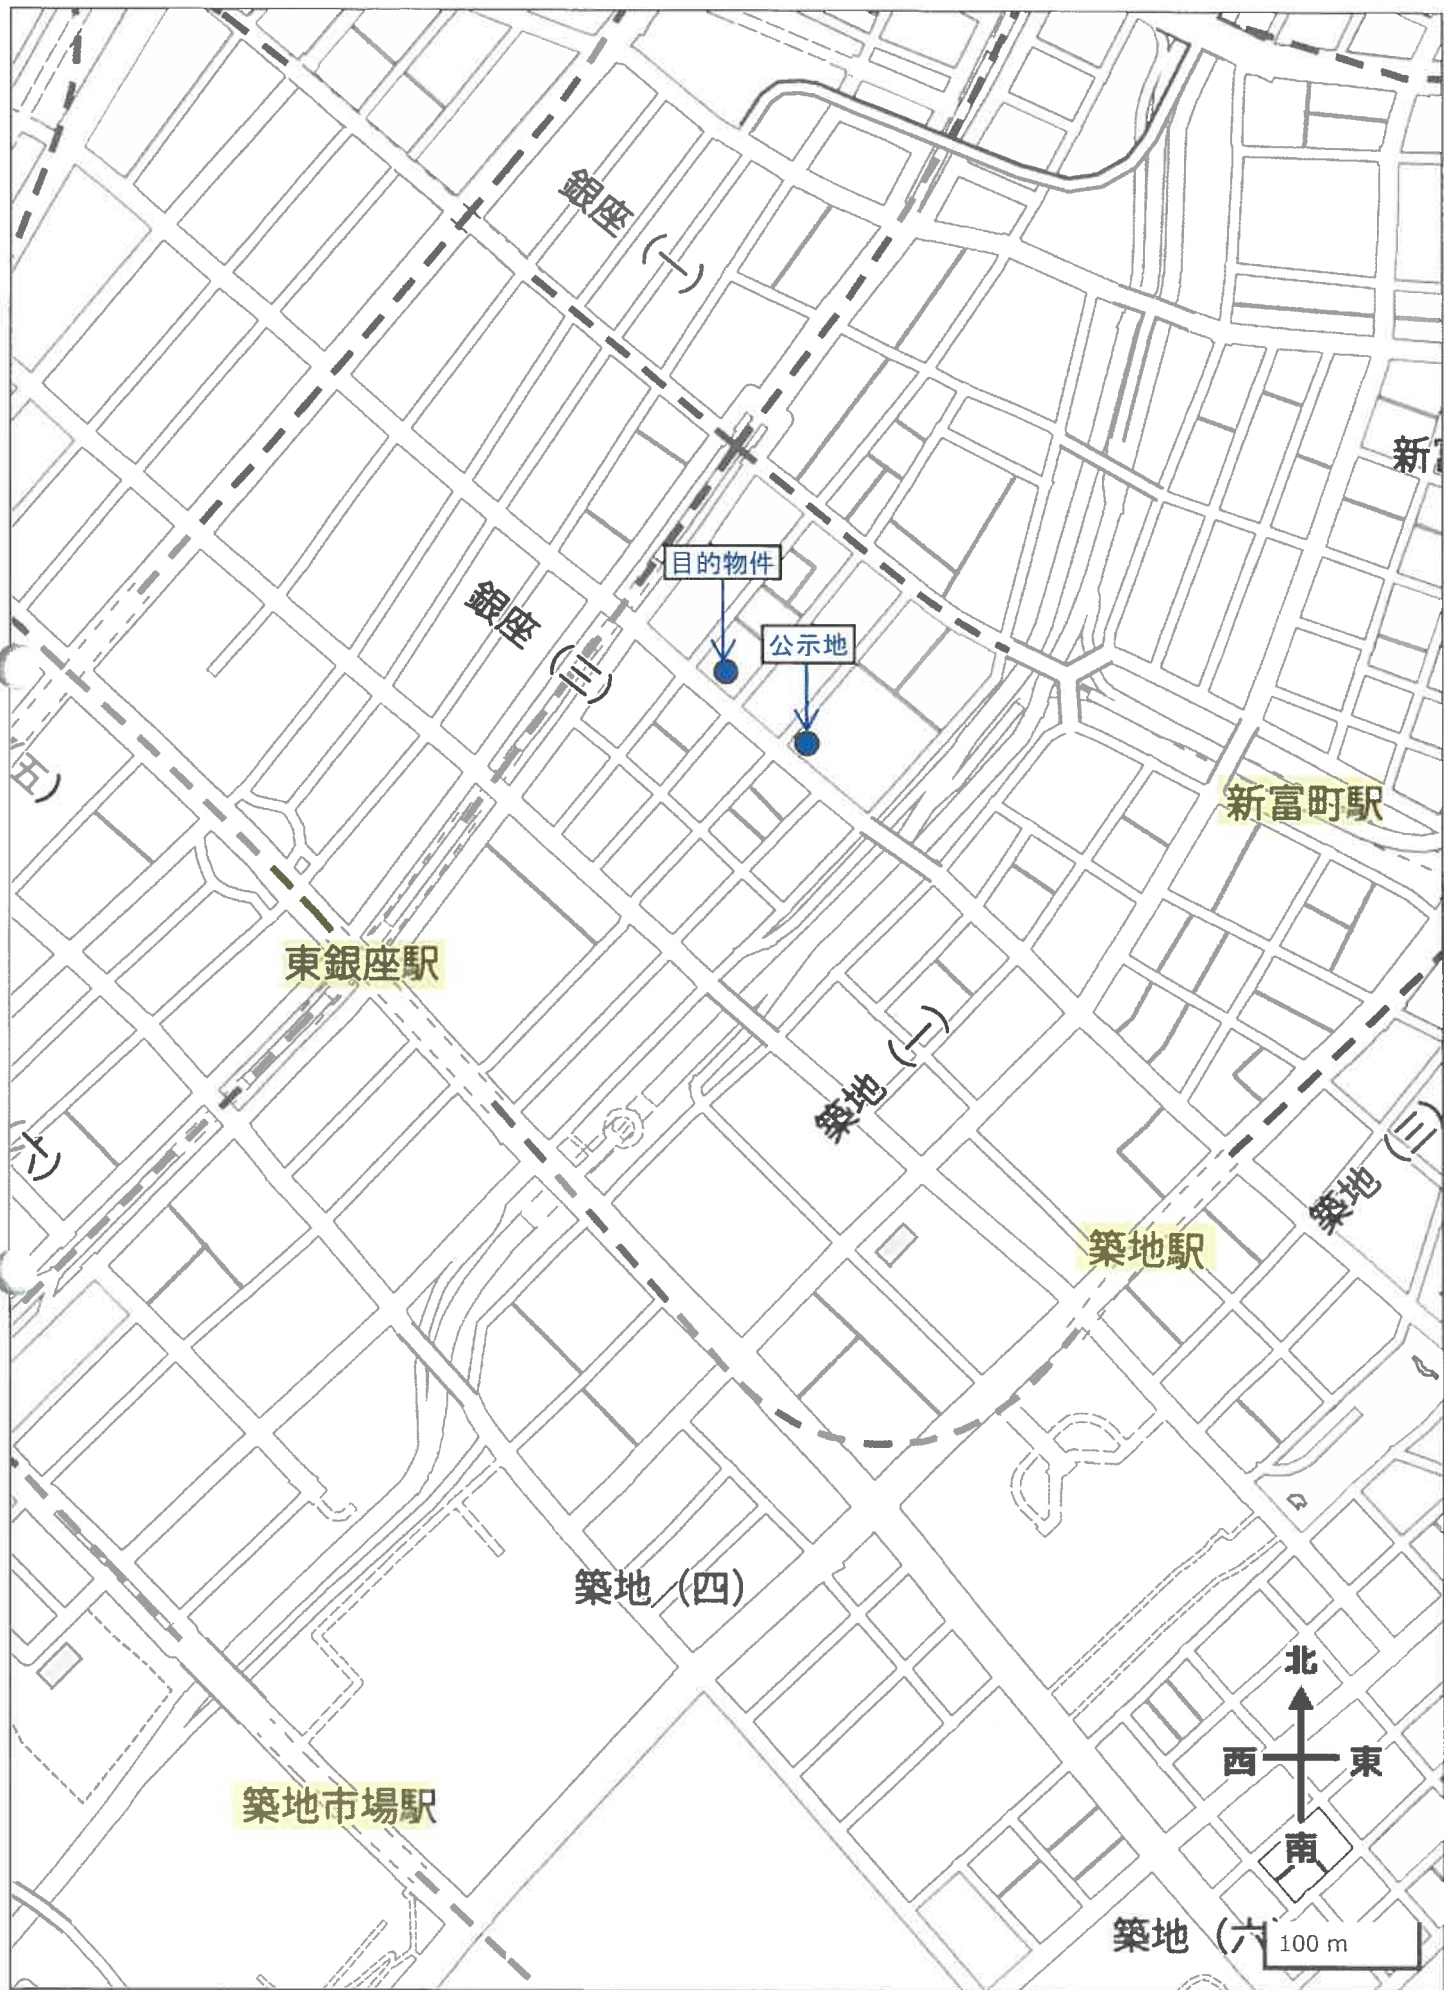 銀座 (一)
新
目的物件
銀座 (三)
公示地
(五)
新富町駅
東銀座駅
築地 (一)
築地 (三)
築地駅
築地 (四)
北
西 東
南
築地市場駅
築地 (六
100 m